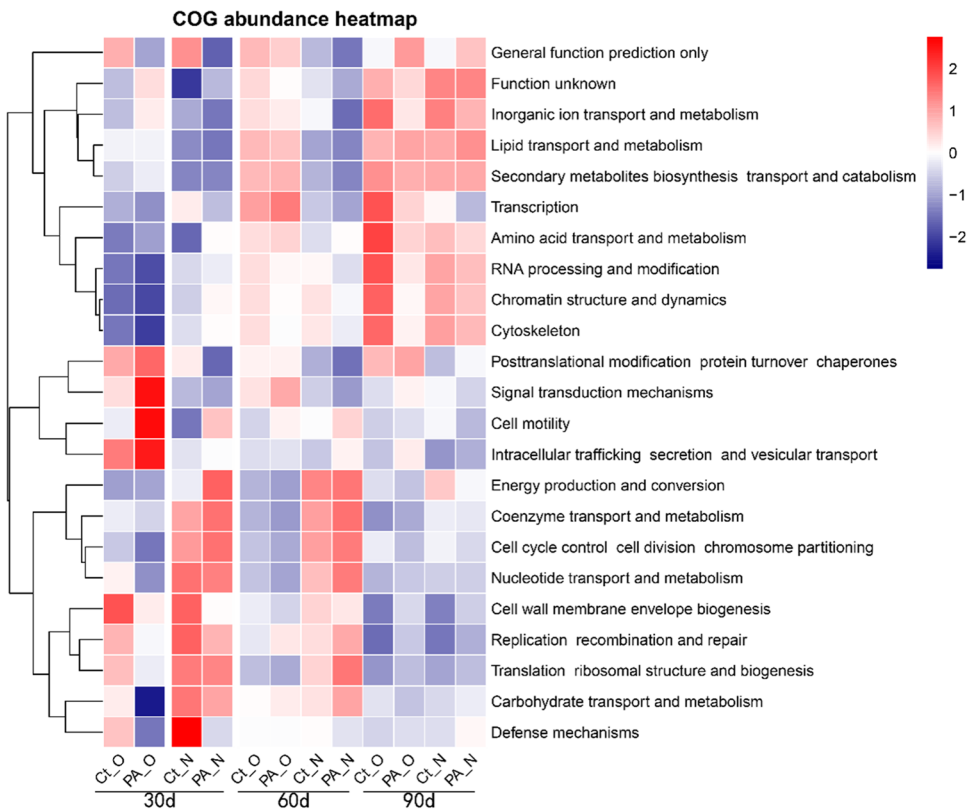 COG abundance heatmap
General function prediction only
Function unknown
Inorganic ion transport and metabolism
Lipid transport and metabolism
Secondary metabolites biosynthesis transport and catabolism
Transcription
Amino acid transport and metabolism
RNA processing and modification
Chromatin structure and dynamics
Cytoskeleton
Posttranslational modification protein turnover chaperones
Signal transduction mechanisms
Cell motility
Intracellular trafficking secretion and vesicular transport
Energy production and conversion
Coenzyme transport and metabolism
Cell cycle control cell division chromosome partitioning
Nucleotide transport and metabolism
Cell wall membrane envelope biogenesis
Replication recombination and repair
Translation ribosomal structure and biogenesis
Carbohydrate transport and metabolism
Defense mechanisms
2
1
0
−1
−2
Ct_O PA_O Ct_N PA_N Ct_O PA_O Ct_N PA_N Ct_O PA_O Ct_N PA_N
30d 60d 90d